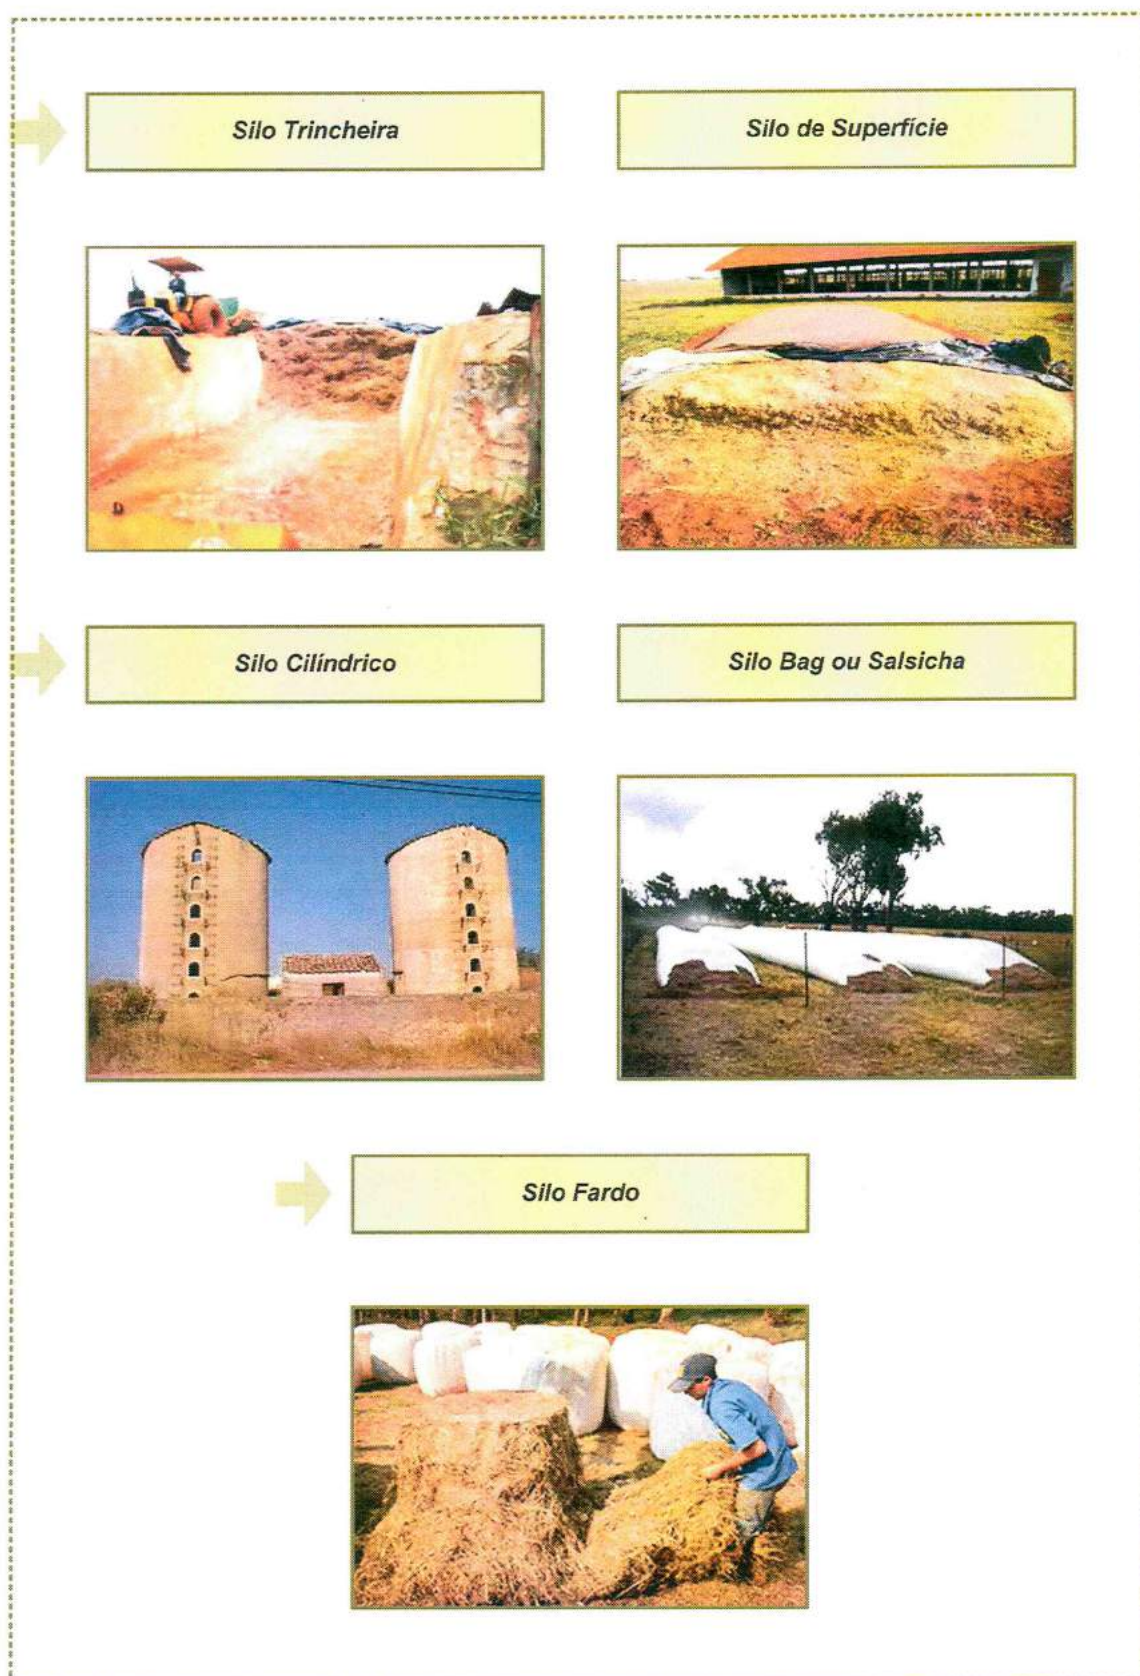 Silo Trincheira
Silo de Superfície
Silo Cilíndrico
Silo Bag ou Salsicha
Silo Fardo